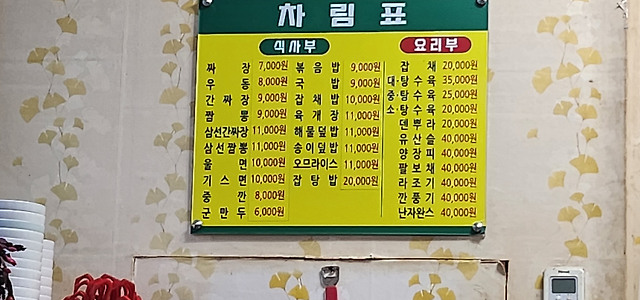 차림표
식사부
짜장 7,000원
우동 8,000원
간짜장 9,000원
짬뽕 9,000원
삼선간짜장 11,000원
삼선짬뽕 11,000원
울면 10,000원
기스면 10,000원
중깐 8,000원
군만두 6,000원
볶음밥 9,000원
국밥 9,000원
잡채밥 10,000원
육개장 11,000원
해물덮밥 11,000원
송이덮밥 11,000원
오므라이스 11,000원
잡탕밥 20,000원
요리부
잡채 20,000원
대·탕수육 35,000원
중·탕수육 25,000원
소·탕수육 20,000원
덴뿌라 20,000원
유산슬 40,000원
양장피 40,000원
팔보채 40,000원
라조기 40,000원
깐풍기 40,000원
난자완스 40,000원